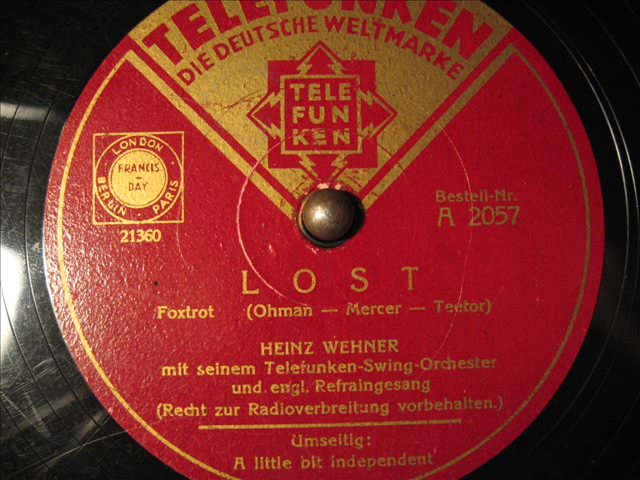 TELEFUNKEN
DIE DEUTSCHE WELTMARKE
TELE
FUN
KEN
LONDON
FRANCIS
-
DAY
BERLIN - PARIS
21360
Bestell-Nr.
A 2057
LOST
Foxtrot (Ohman — Mercer — Teetor)
HEINZ WEHNER
mit seinem Telefunken-Swing-Orchester
und engl. Refraingesang
(Recht zur Radioverbreitung vorbehalten.)
Umseitig:
A little bit independent